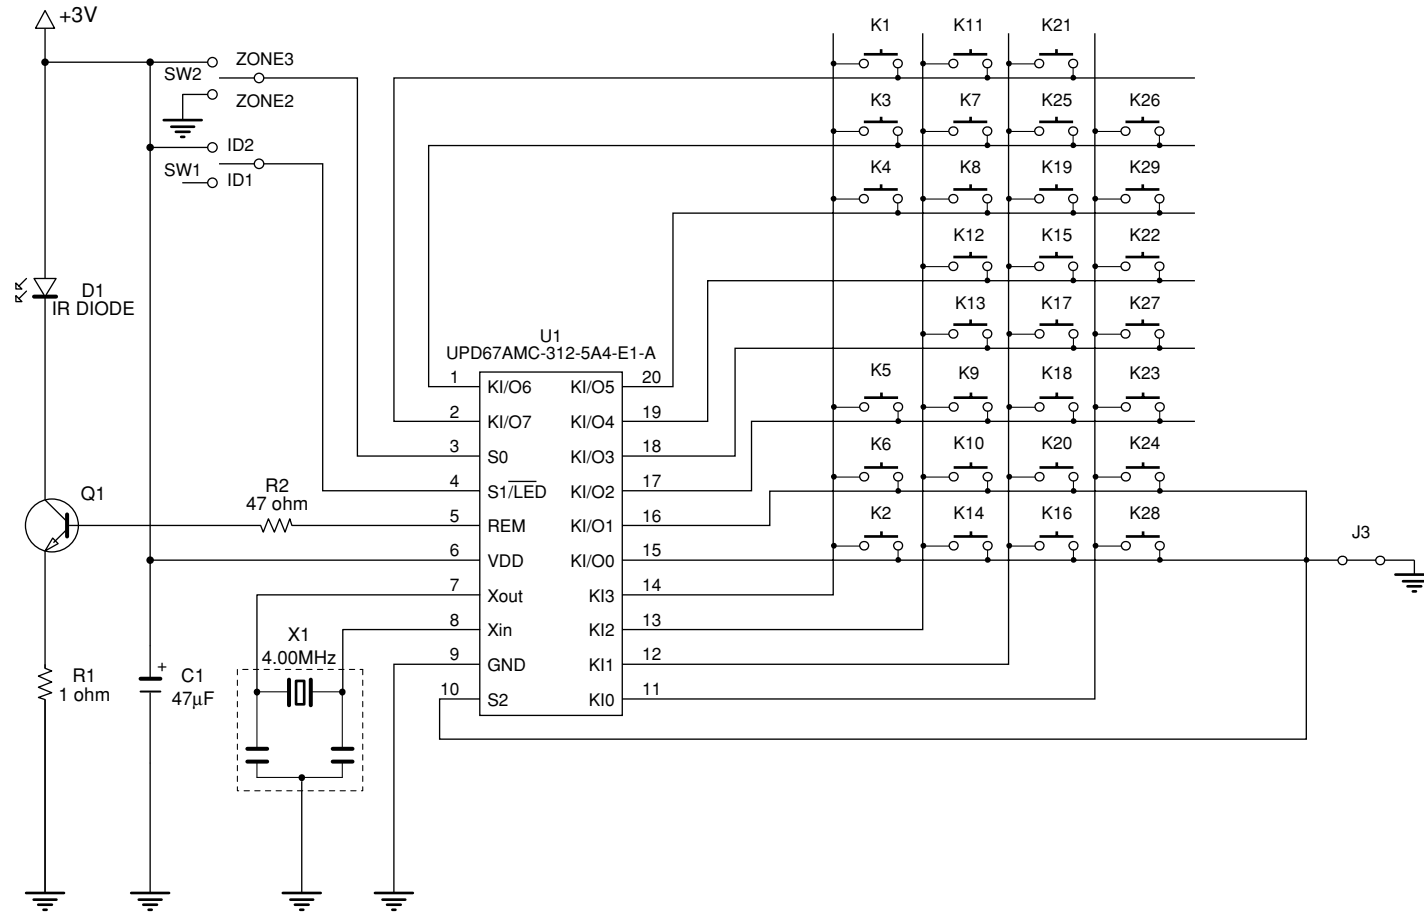 +3V
K1 K11 K21
ZONE3
SW2
ZONE2
K3 K7 K25 K26
ID2
SW1
ID1
K4 K8 K19 K29
K12 K15 K22
D1
IR DIODE
K13 K17 K27
U1
UPD67AMC-312-5A4-E1-A
K5 K9 K18 K23
1 KI/O6 KI/O5 20
2 KI/O7 KI/O4 19
K6 K10 K20 K24
3 S0 KI/O3 18
Q1
R2
47 ohm
4 S1/LED KI/O2 17
K2 K14 K16 K28
5 REM KI/O1 16
J3
6 VDD KI/O0 15
7 Xout KI3 14
8 Xin KI2 13
X1
4.00MHz
9 GND KI1 12
R1
1 ohm
+
C1
47µF
10 S2 KI0 11